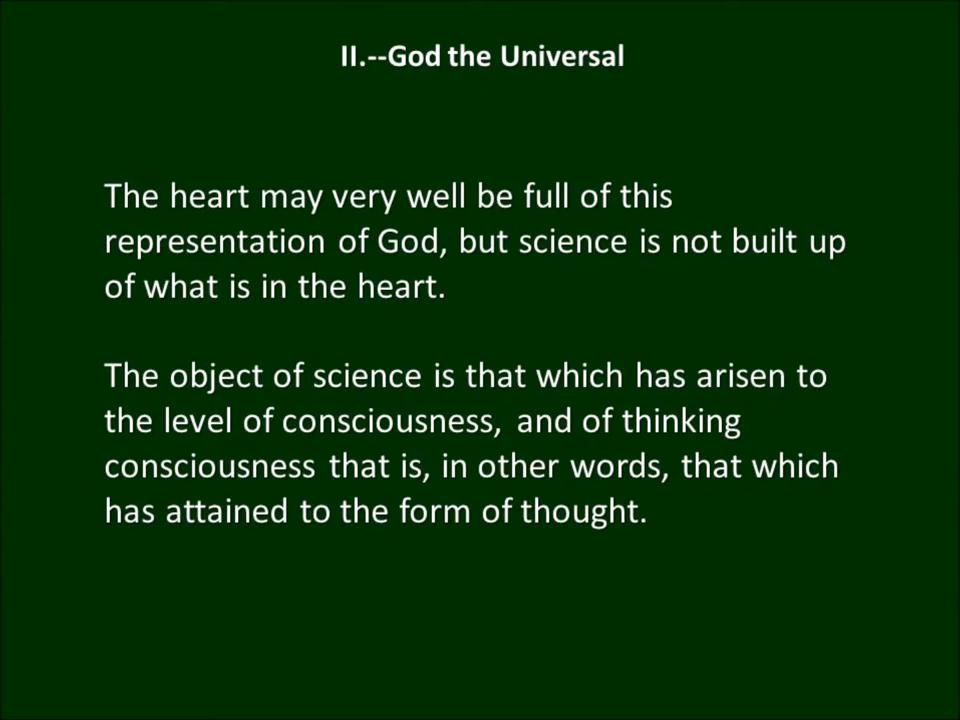 II.--God the Universal
The heart may very well be full of this
representation of God, but science is not built up
of what is in the heart.
The object of science is that which has arisen to
the level of consciousness, and of thinking
consciousness that is, in other words, that which
has attained to the form of thought.